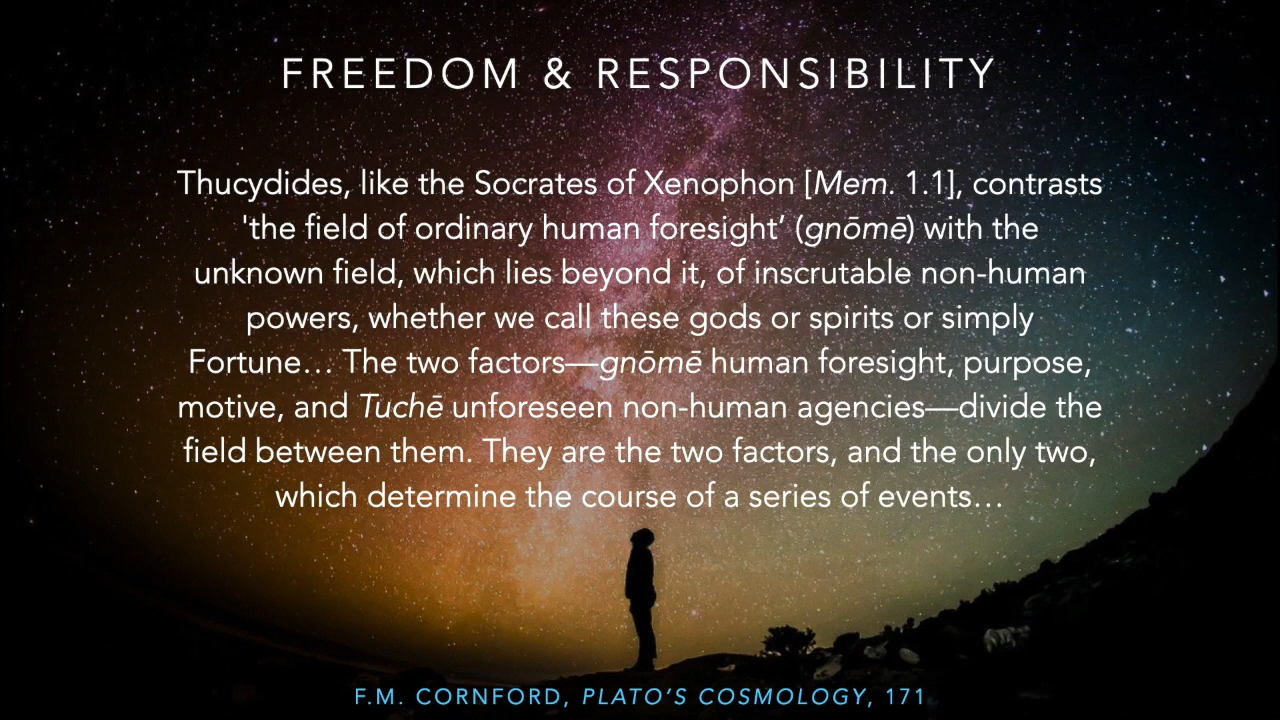 FREEDOM & RESPONSIBILITY
Thucydides, like the Socrates of Xenophon [Mem. 1.1], contrasts
'the field of ordinary human foresight’ (gnōmē) with the
unknown field, which lies beyond it, of inscrutable non-human
powers, whether we call these gods or spirits or simply
Fortune… The two factors—gnōmē human foresight, purpose,
motive, and Tuchē unforeseen non-human agencies—divide the
field between them. They are the two factors, and the only two,
which determine the course of a series of events…
F.M. CORNFORD, PLATO’S COSMOLOGY, 171